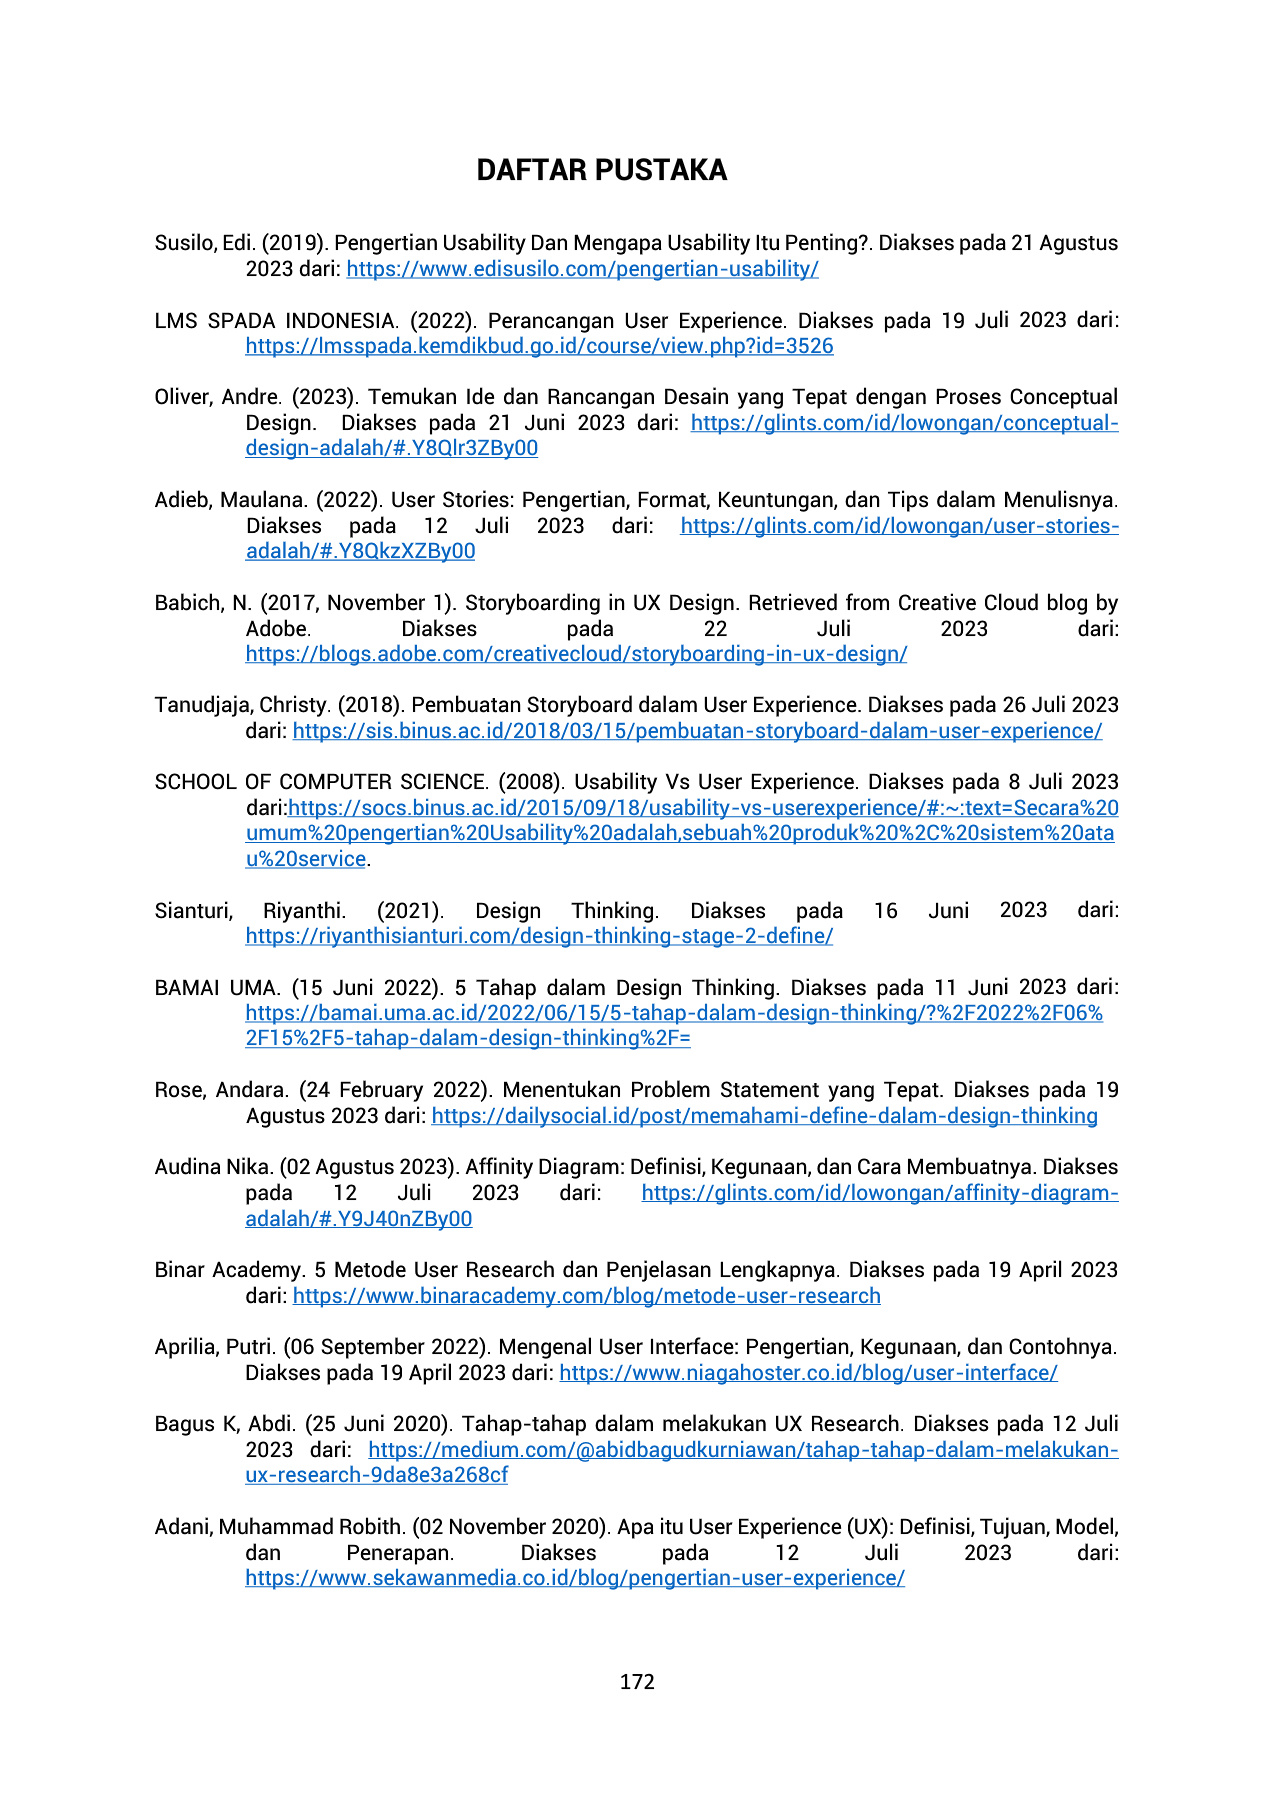 DAFTAR PUSTAKA
Susilo, Edi. (2019). Pengertian Usability Dan Mengapa Usability Itu Penting?. Diakses pada 21 Agustus
2023 dari: https://www.edisusilo.com/pengertian-usability/
LMS SPADA INDONESIA. (2022). Perancangan User Experience. Diakses pada 19 Juli 2023 dari:
https://lmsspada.kemdikbud.go.id/course/view.php?id=3526
Oliver, Andre. (2023). Temukan Ide dan Rancangan Desain yang Tepat dengan Proses Conceptual
Design. Diakses pada 21 Juni 2023 dari: https://glints.com/id/lowongan/conceptual-
design-adalah/#.Y8Qlr3ZBy00
Adieb, Maulana. (2022). User Stories: Pengertian, Format, Keuntungan, dan Tips dalam Menulisnya.
Diakses pada 12 Juli 2023 dari: https://glints.com/id/lowongan/user-stories-
adalah/#.Y8QkzXZBy00
Babich, N. (2017, November 1). Storyboarding in UX Design. Retrieved from Creative Cloud blog by
Adobe. Diakses pada 22 Juli 2023 dari:
https://blogs.adobe.com/creativecloud/storyboarding-in-ux-design/
Tanudjaja, Christy. (2018). Pembuatan Storyboard dalam User Experience. Diakses pada 26 Juli 2023
dari: https://sis.binus.ac.id/2018/03/15/pembuatan-storyboard-dalam-user-experience/
SCHOOL OF COMPUTER SCIENCE. (2008). Usability Vs User Experience. Diakses pada 8 Juli 2023
dari:https://socs.binus.ac.id/2015/09/18/usability-vs-userexperience/#:~:text=Secara%20
umum%20pengertian%20Usability%20adalah,sebuah%20produk%20%2C%20sistem%20ata
u%20service.
Sianturi, Riyanthi. (2021). Design Thinking. Diakses pada 16 Juni 2023 dari:
https://riyanthisianturi.com/design-thinking-stage-2-define/
BAMAI UMA. (15 Juni 2022). 5 Tahap dalam Design Thinking. Diakses pada 11 Juni 2023 dari:
https://bamai.uma.ac.id/2022/06/15/5-tahap-dalam-design-thinking/?%2F2022%2F06%
2F15%2F5-tahap-dalam-design-thinking%2F=
Rose, Andara. (24 February 2022). Menentukan Problem Statement yang Tepat. Diakses pada 19
Agustus 2023 dari: https://dailysocial.id/post/memahami-define-dalam-design-thinking
Audina Nika. (02 Agustus 2023). Affinity Diagram: Definisi, Kegunaan, dan Cara Membuatnya. Diakses
pada 12 Juli 2023 dari: https://glints.com/id/lowongan/affinity-diagram-
adalah/#.Y9J40nZBy00
Binar Academy. 5 Metode User Research dan Penjelasan Lengkapnya. Diakses pada 19 April 2023
dari: https://www.binaracademy.com/blog/metode-user-research
Aprilia, Putri. (06 September 2022). Mengenal User Interface: Pengertian, Kegunaan, dan Contohnya.
Diakses pada 19 April 2023 dari: https://www.niagahoster.co.id/blog/user-interface/
Bagus K, Abdi. (25 Juni 2020). Tahap-tahap dalam melakukan UX Research. Diakses pada 12 Juli
2023 dari: https://medium.com/@abidbagudkurniawan/tahap-tahap-dalam-melakukan-
ux-research-9da8e3a268cf
Adani, Muhammad Robith. (02 November 2020). Apa itu User Experience (UX): Definisi, Tujuan, Model,
dan Penerapan. Diakses pada 12 Juli 2023 dari:
https://www.sekawanmedia.co.id/blog/pengertian-user-experience/
172